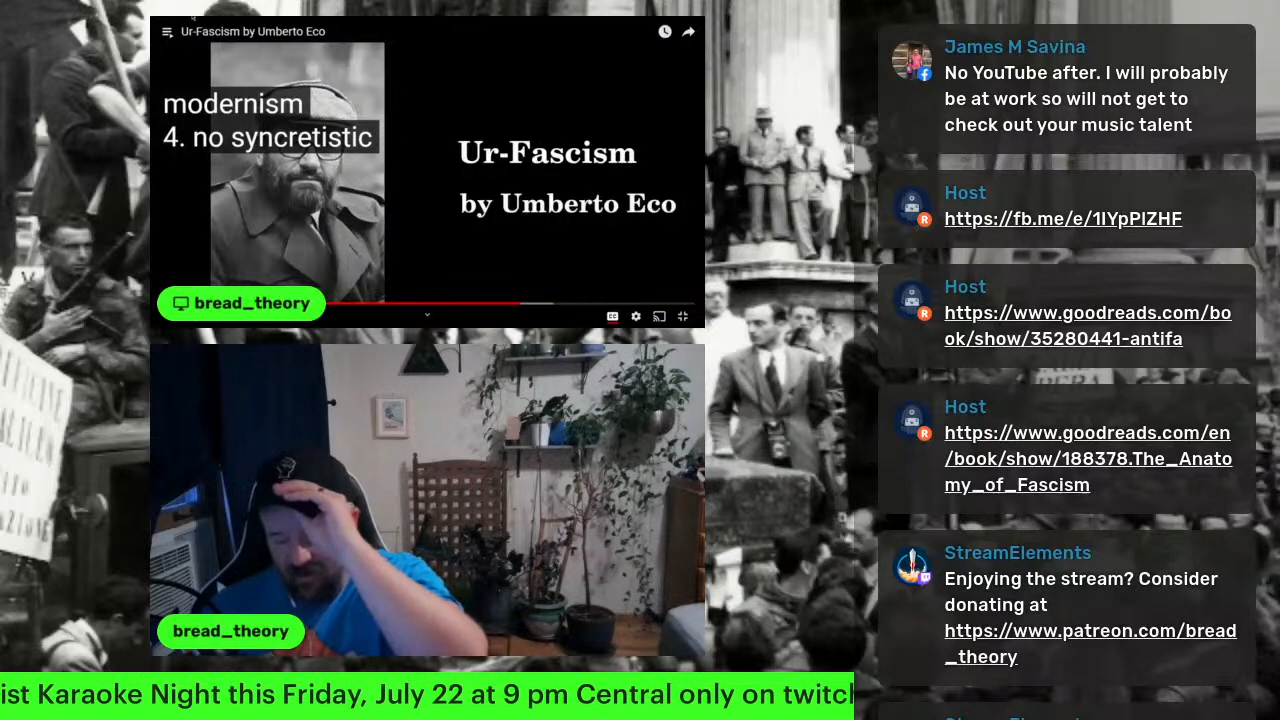 Ur-Fascism by Umberto Eco
modernism
4. no syncretistic
Ur-Fascism
by Umberto Eco
bread_theory
bread_theory
ist Karaoke Night this Friday, July 22 at 9 pm Central only on twitch
James M Savina
No YouTube after. I will probably
be at work so will not get to
check out your music talent
Host
https://fb.me/e/1lYpPlZHF
Host
https://www.goodreads.com/bo
ok/show/35280441-antifa
Host
https://www.goodreads.com/en
/book/show/188378.The_Anato
my_of_Fascism
StreamElements
Enjoying the stream? Consider
donating at
https://www.patreon.com/bread
_theory